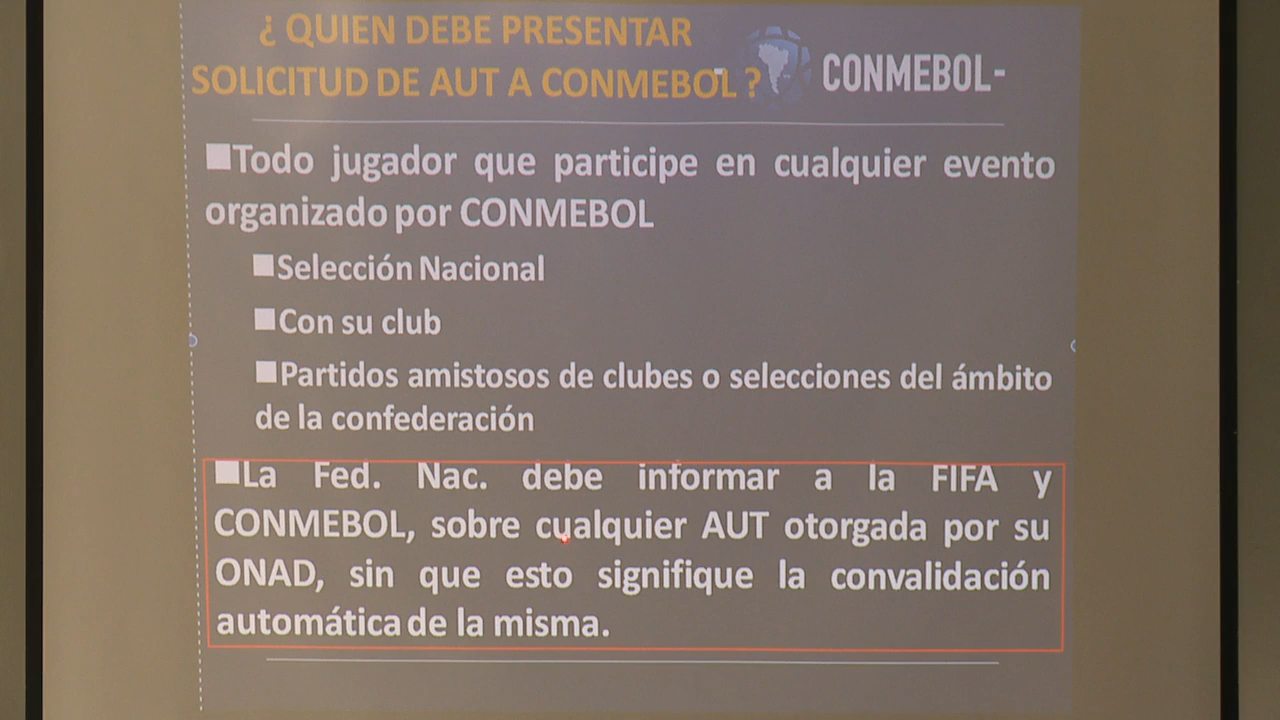 ¿ QUIEN DEBE PRESENTAR
SOLICITUD DE AUT A CONMEBOL ?
CONMEBOL-
Todo jugador que participe en cualquier evento
organizado por CONMEBOL
Selección Nacional
Con su club
Partidos amistosos de clubes o selecciones del ámbito
de la confederación
La Fed. Nac. debe informar a la FIFA y
CONMEBOL, sobre cualquier AUT otorgada por su
ONAD, sin que esto signifique la convalidación
automática de la misma.